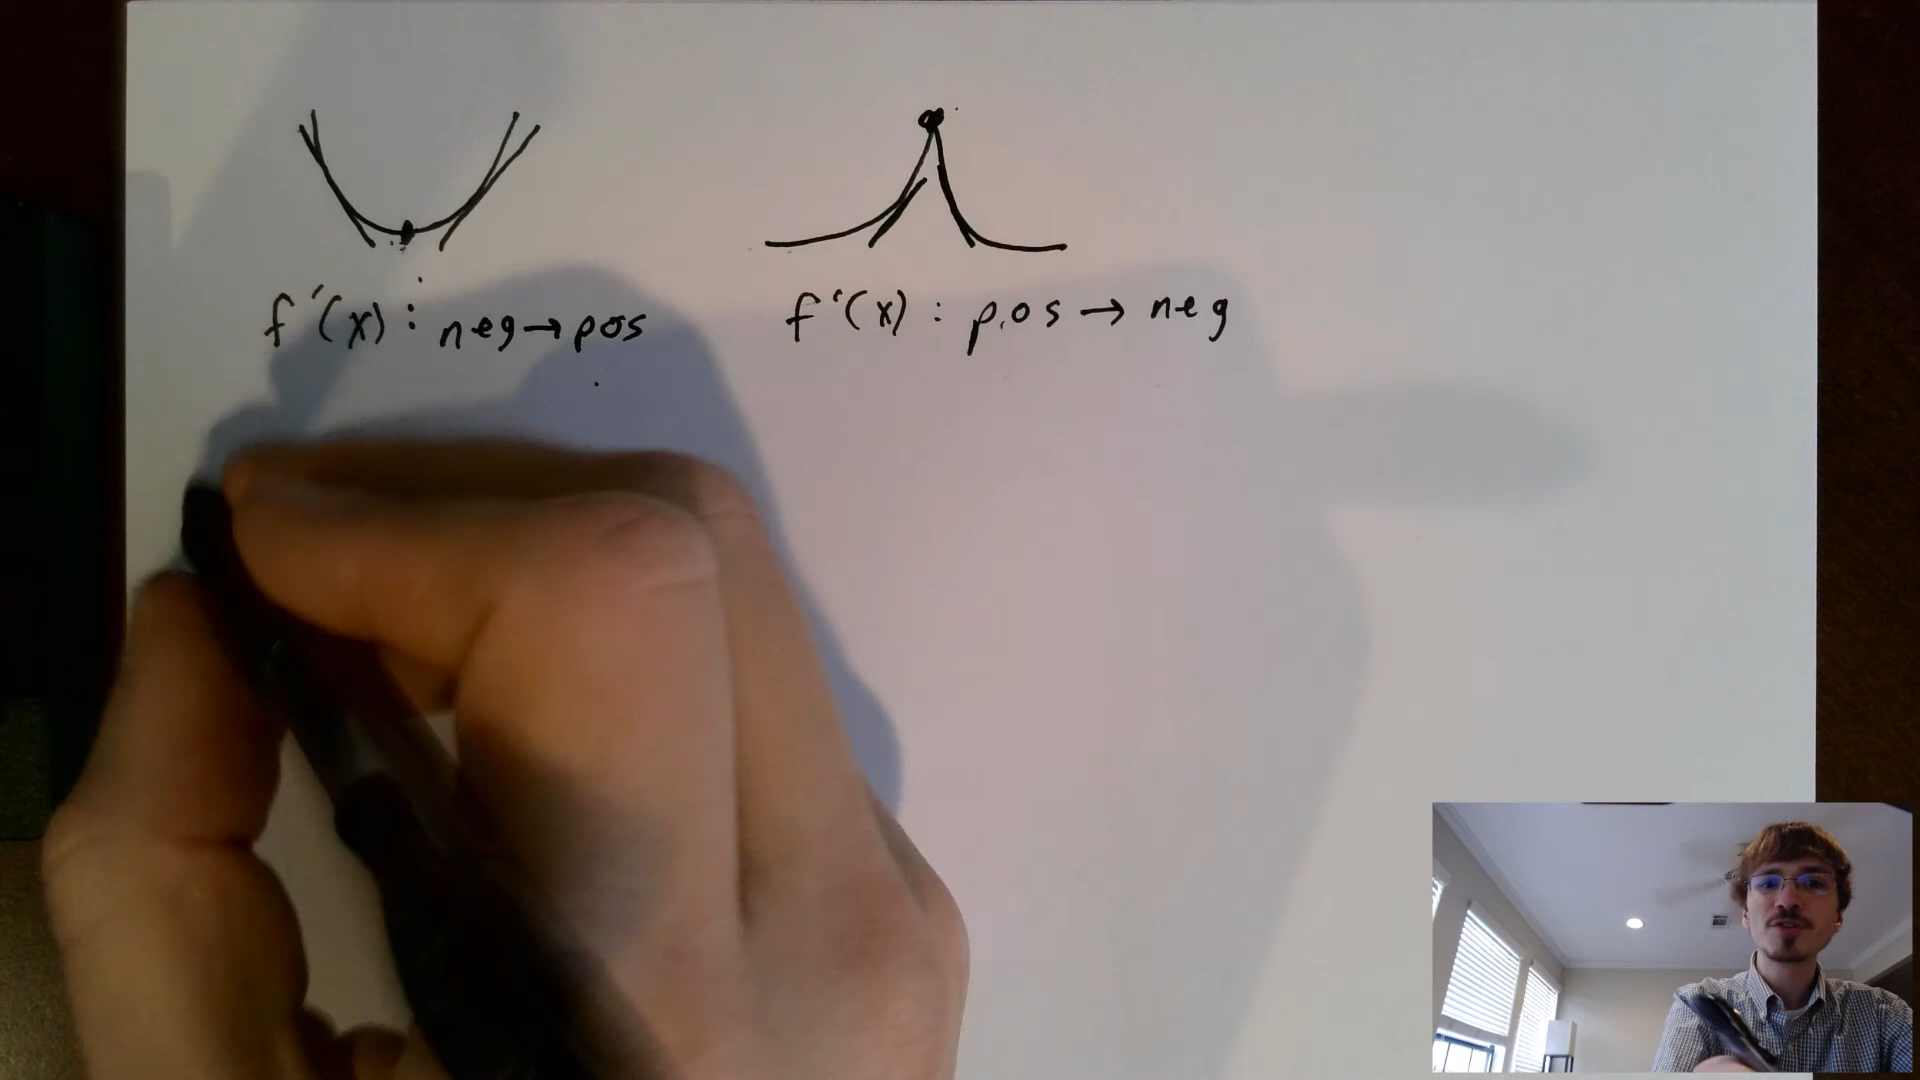 f'(x): neg→pos
f'(x): pos → neg